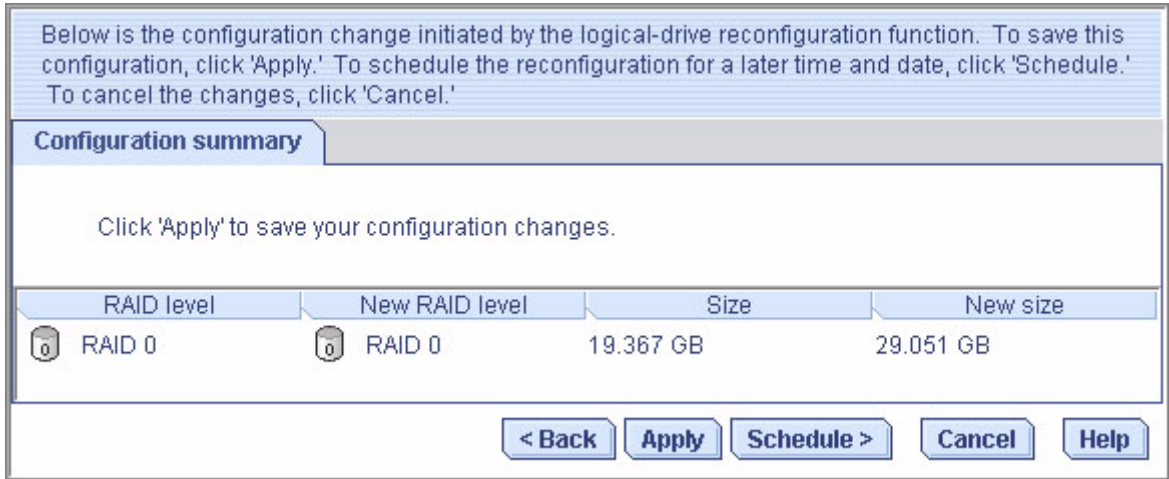 Below is the configuration change initiated by the logical-drive reconfiguration function. To save this
configuration, click 'Apply.' To schedule the reconfiguration for a later time and date, click 'Schedule.'
To cancel the changes, click 'Cancel.'
Configuration summary
Click 'Apply' to save your configuration changes.
RAID level New RAID level Size New size
0 RAID 0 0 RAID 0 19.367 GB 29.051 GB
< Back Apply Schedule > Cancel Help